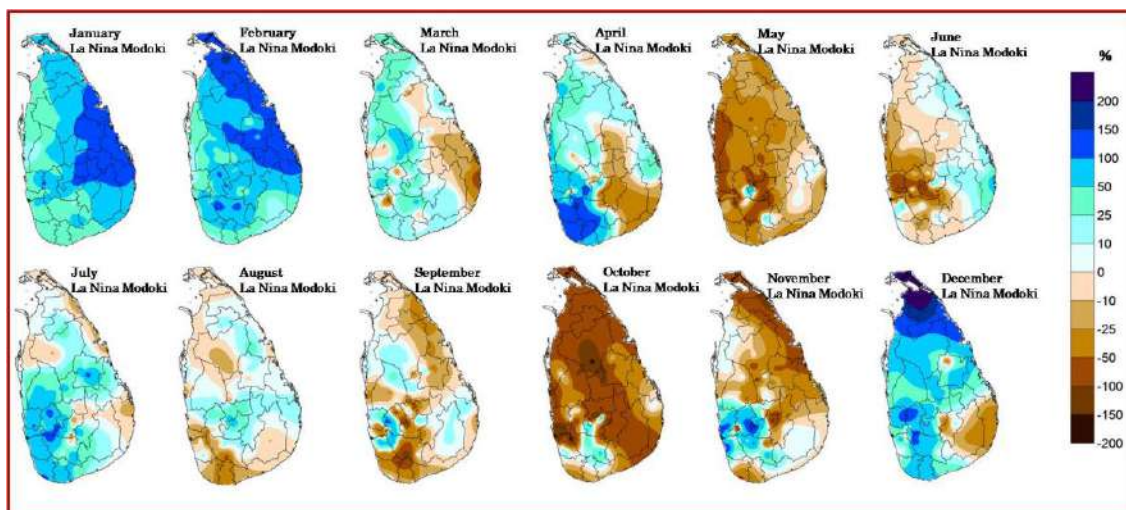 January
La Nina Modoki
February
La Nina Modoki
March
La Nina Modoki
April
La Nina Modoki
May
La Nina Modoki
June
La Nina Modoki
%
200
150
100
50
25
10
0
-10
-25
-50
-100
-150
-200
July
La Nina Modoki
August
La Nina Modoki
September
La Nina Modoki
October
La Nina Modoki
November
La Nina Modoki
December
La Nina Modoki